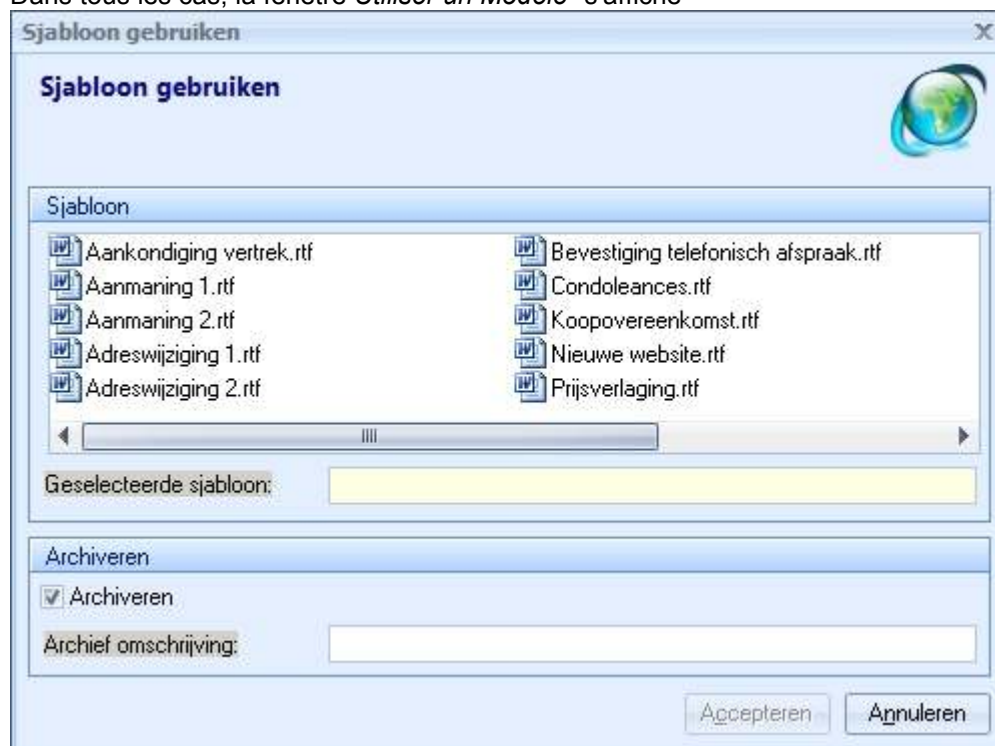 Dans tous les cas, la fenêtre Utiliser un Modèle" s'affiche
Sjabloon gebruiken
Sjabloon gebruiken
Sjabloon
Aankondiging vertrek.rtf
Aanmaning 1.rtf
Aanmaning 2.rtf
Adreswijziging 1.rtf
Adreswijziging 2.rtf
Bevestiging telefonisch afspraak.rtf
Condoleances.rtf
Koopovereenkomst.rtf
Nieuwe website.rtf
Prijsverlaging.rtf
Geselecteerde sjabloon:
Archiveren
Archiveren
Archief omschrijving:
Accepteren Annuleren